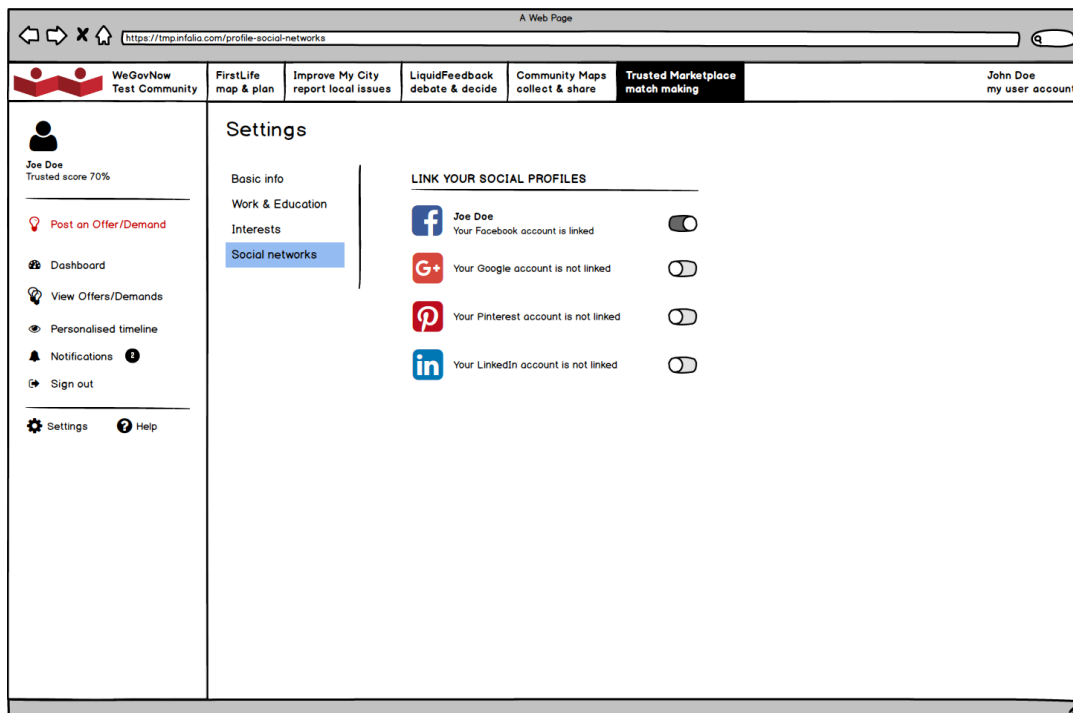 A Web Page
https://tmp.infalia.com/profile-social-networks
WeGovNow
Test Community
FirstLife
map & plan
Improve My City
report local issues
LiquidFeedback
debate & decide
Community Maps
collect & share
Trusted Marketplace
match making
John Doe
my user account
Joe Doe
Trusted score 70%
Post an Offer/Demand
Dashboard
View Offers/Demands
Personalised timeline
Notifications 2
Sign out
Settings
Help
Settings
Basic info
Work & Education
Interests
Social networks
LINK YOUR SOCIAL PROFILES
f
Joe Doe
Your Facebook account is linked
G+
Your Google account is not linked
Your Pinterest account is not linked
in
Your LinkedIn account is not linked